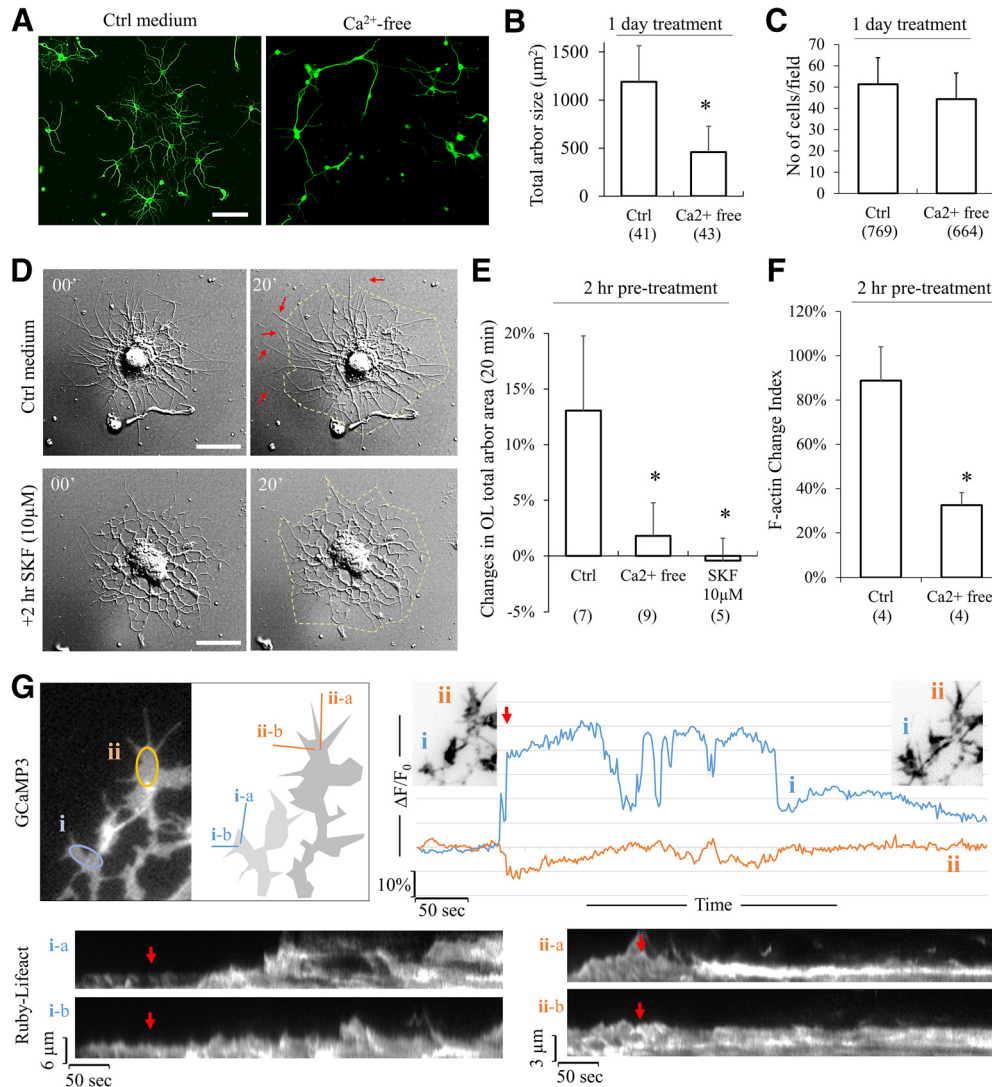 A
Ctrl medium
Ca2+-free
B
1 day treatment
Total arbor size (μm2)
1500
1000
500
0
*
Ctrl
(41)
Ca2+ free
(43)
C
1 day treatment
No of cells/field
70
60
50
40
30
20
10
0
Ctrl
(769)
Ca2+ free
(664)
D
Ctrl medium
00’
20’
+2 hr SKF (10μM)
00’
20’
E
2 hr pre-treatment
Changes in OL total arbor area (20 min)
20%
15%
10%
5%
0%
-5%
*
*
Ctrl
Ca2+ free
SKF
10μM
(7)
(9)
(5)
F
2 hr pre-treatment
F-actin Change Index
120%
100%
80%
60%
40%
20%
0%
*
Ctrl
(4)
Ca2+ free
(4)
G
GCaMP3
ii
i
ii-a
ii-b
i-a
i-b
ii
i
ΔF/F0
10%
50 sec
Time
i
ii
ii
i
Ruby-Lifeact
i-a
i-b
6 μm
50 sec
ii-a
ii-b
3 μm
50 sec